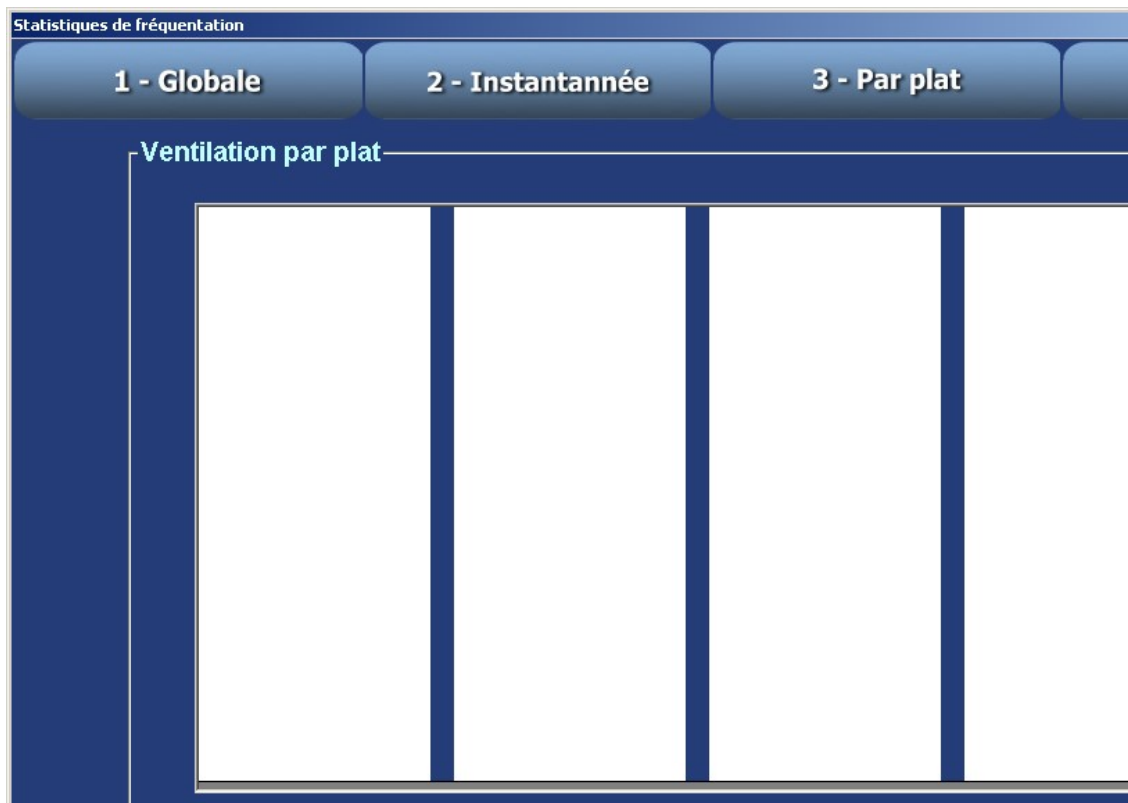 Statistiques de fréquentation
1 - Globale
2 - Instantannée
3 - Par plat
Ventilation par plat